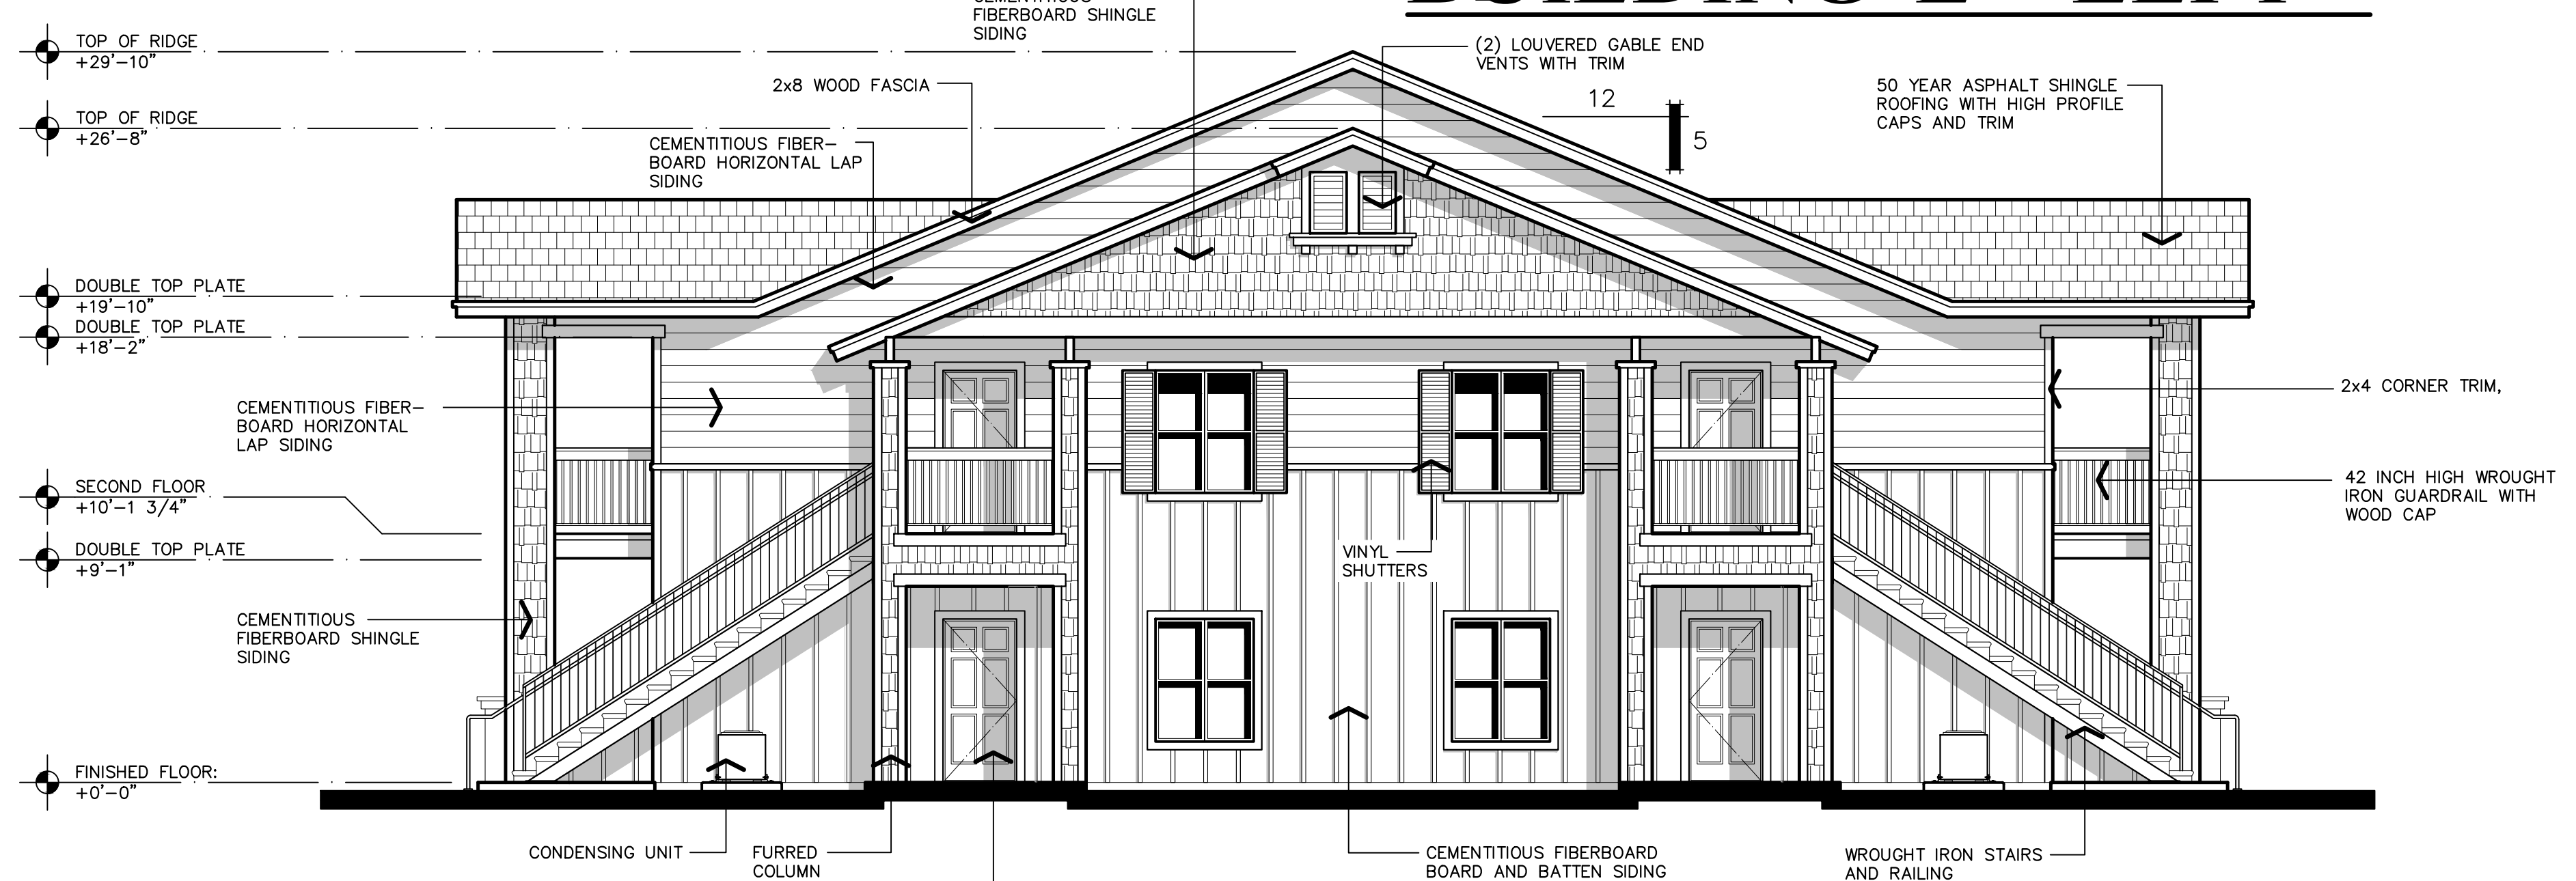 FIBERBOARD SHINGLE
SIDING
TOP OF RIDGE
+29'-10"
(2) LOUVERED GABLE END
VENTS WITH TRIM
2x8 WOOD FASCIA
50 YEAR ASPHALT SHINGLE
ROOFING WITH HIGH PROFILE
CAPS AND TRIM
12
5
TOP OF RIDGE
+26'-8"
CEMENTITIOUS FIBER-
BOARD HORIZONTAL LAP
SIDING
DOUBLE TOP PLATE
+19'-10"
DOUBLE TOP PLATE
+18'-2"
CEMENTITIOUS FIBER-
BOARD HORIZONTAL
LAP SIDING
2x4 CORNER TRIM,
SECOND FLOOR
+10'-1 3/4"
42 INCH HIGH WROUGHT
IRON GUARDRAIL WITH
WOOD CAP
DOUBLE TOP PLATE
+9'-1"
VINYL
SHUTTERS
CEMENTITIOUS
FIBERBOARD SHINGLE
SIDING
FINISHED FLOOR:
+0'-0"
CONDENSING UNIT
FURRED
COLUMN
CEMENTITIOUS FIBERBOARD
BOARD AND BATTEN SIDING
WROUGHT IRON STAIRS
AND RAILING